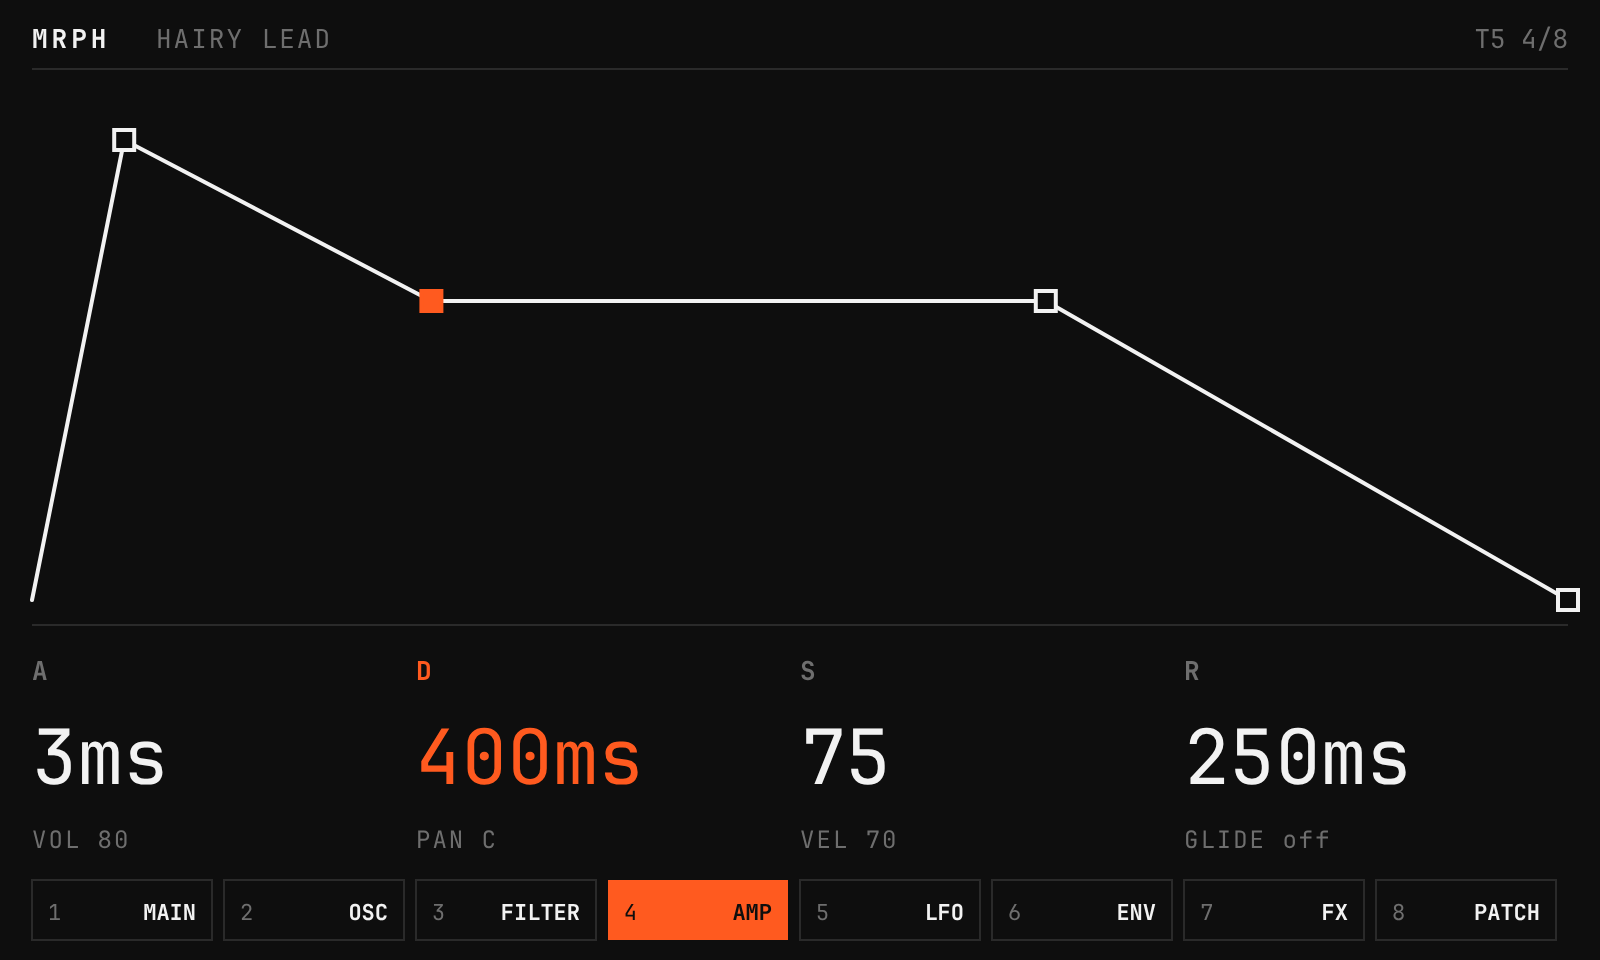 MRPH HAIRY LEAD T5 4/8
A D S R
3ms 400ms 75 250ms
VOL 80 PAN C VEL 70 GLIDE off
1 MAIN 2 OSC 3 FILTER 4 AMP 5 LFO 6 ENV 7 FX 8 PATCH